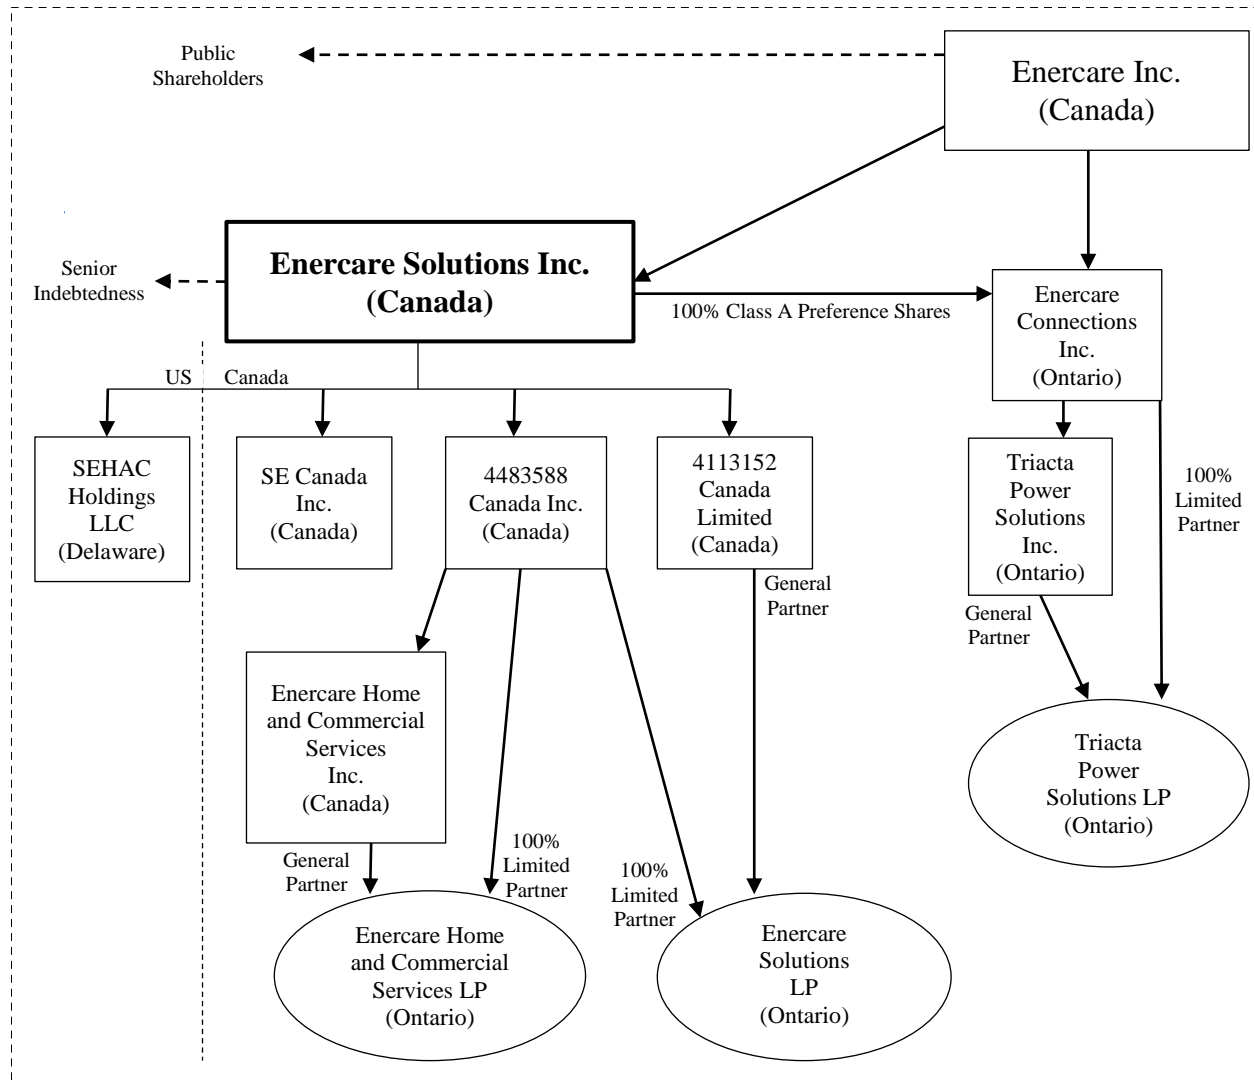 Public
Shareholders
Enercare Inc.
(Canada)
Senior
Indebtedness
Enercare Solutions Inc.
(Canada)
100% Class A Preference Shares
Enercare
Connections
Inc.
(Ontario)
US
Canada
SEHAC
Holdings
LLC
(Delaware)
SE Canada
Inc.
(Canada)
4483588
Canada Inc.
(Canada)
4113152
Canada
Limited
(Canada)
Triacta
Power
Solutions
Inc.
(Ontario)
100%
Limited
Partner
General
Partner
General
Partner
Enercare Home
and Commercial
Services
Inc.
(Canada)
Triacta
Power
Solutions LP
(Ontario)
General
Partner
100%
Limited
Partner
100%
Limited
Partner
Enercare Home
and Commercial
Services LP
(Ontario)
Enercare
Solutions
LP
(Ontario)